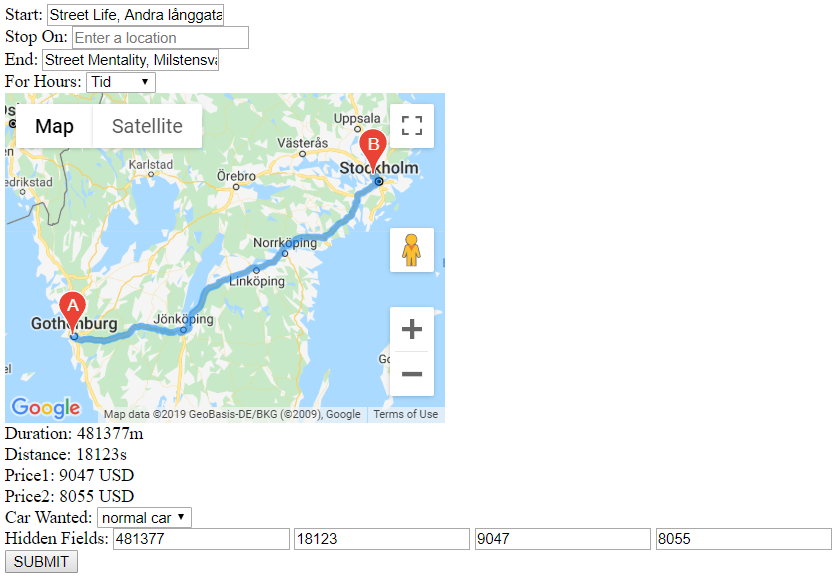 Start: Street Life, Andra långgata
Stop On: Enter a location
End: Street Mentality, Milstensvä
For Hours: Tid
Map Satellite
Uppsala
B
Västerås
Stockholm
Karlstad
Örebro
edrikstad
Norrköping
Linköping
A
Gothenburg
Jönköping
Google
Map data ©2019 GeoBasis-DE/BKG (©2009), Google Terms of Use
Duration: 481377m
Distance: 18123s
Price1: 9047 USD
Price2: 8055 USD
Car Wanted: normal car
Hidden Fields: 481377 18123 9047 8055
SUBMIT